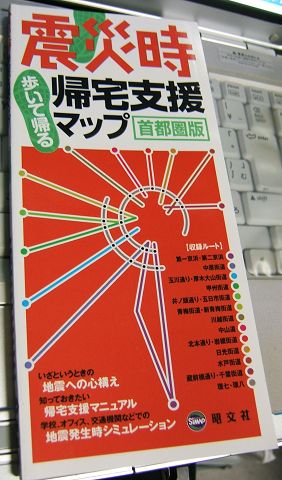 震災時
歩いて帰る
帰宅支援
マップ
首都圏版
【収録ルート】
第一京浜・第二京浜
中原街道
玉川通り・厚木大山街道
甲州街道
井ノ頭通り・五日市街道
青梅街道・新青梅街道
川越街道
中山道
北本通り・岩槻街道
日光街道
水戸街道
蔵前橋通り・千葉街道
環七・環八
いざというときの
地震への心構え
知っておきたい
帰宅支援マニュアル
学校、オフィス、交通機関などでの
地震発生時シミュレーション
昭文社